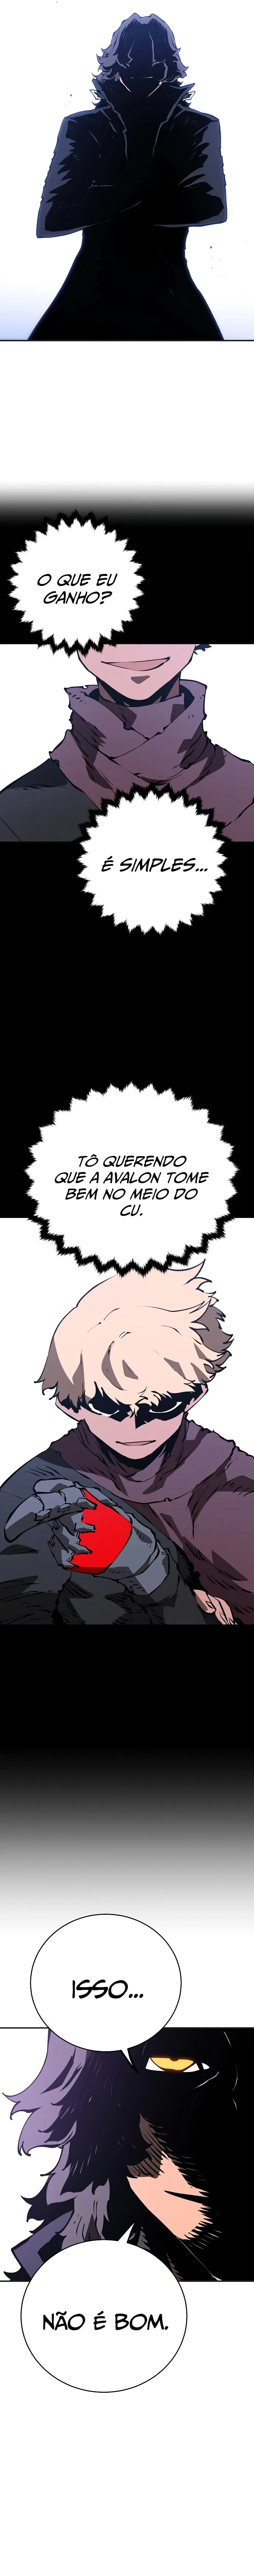 O QUE EU
GANHO?
É SIMPLES...
TÔ QUERENDO
QUE A AVALON TOME
BEM NO MEIO DO
CU.
ISSO...
NÃO É BOM.